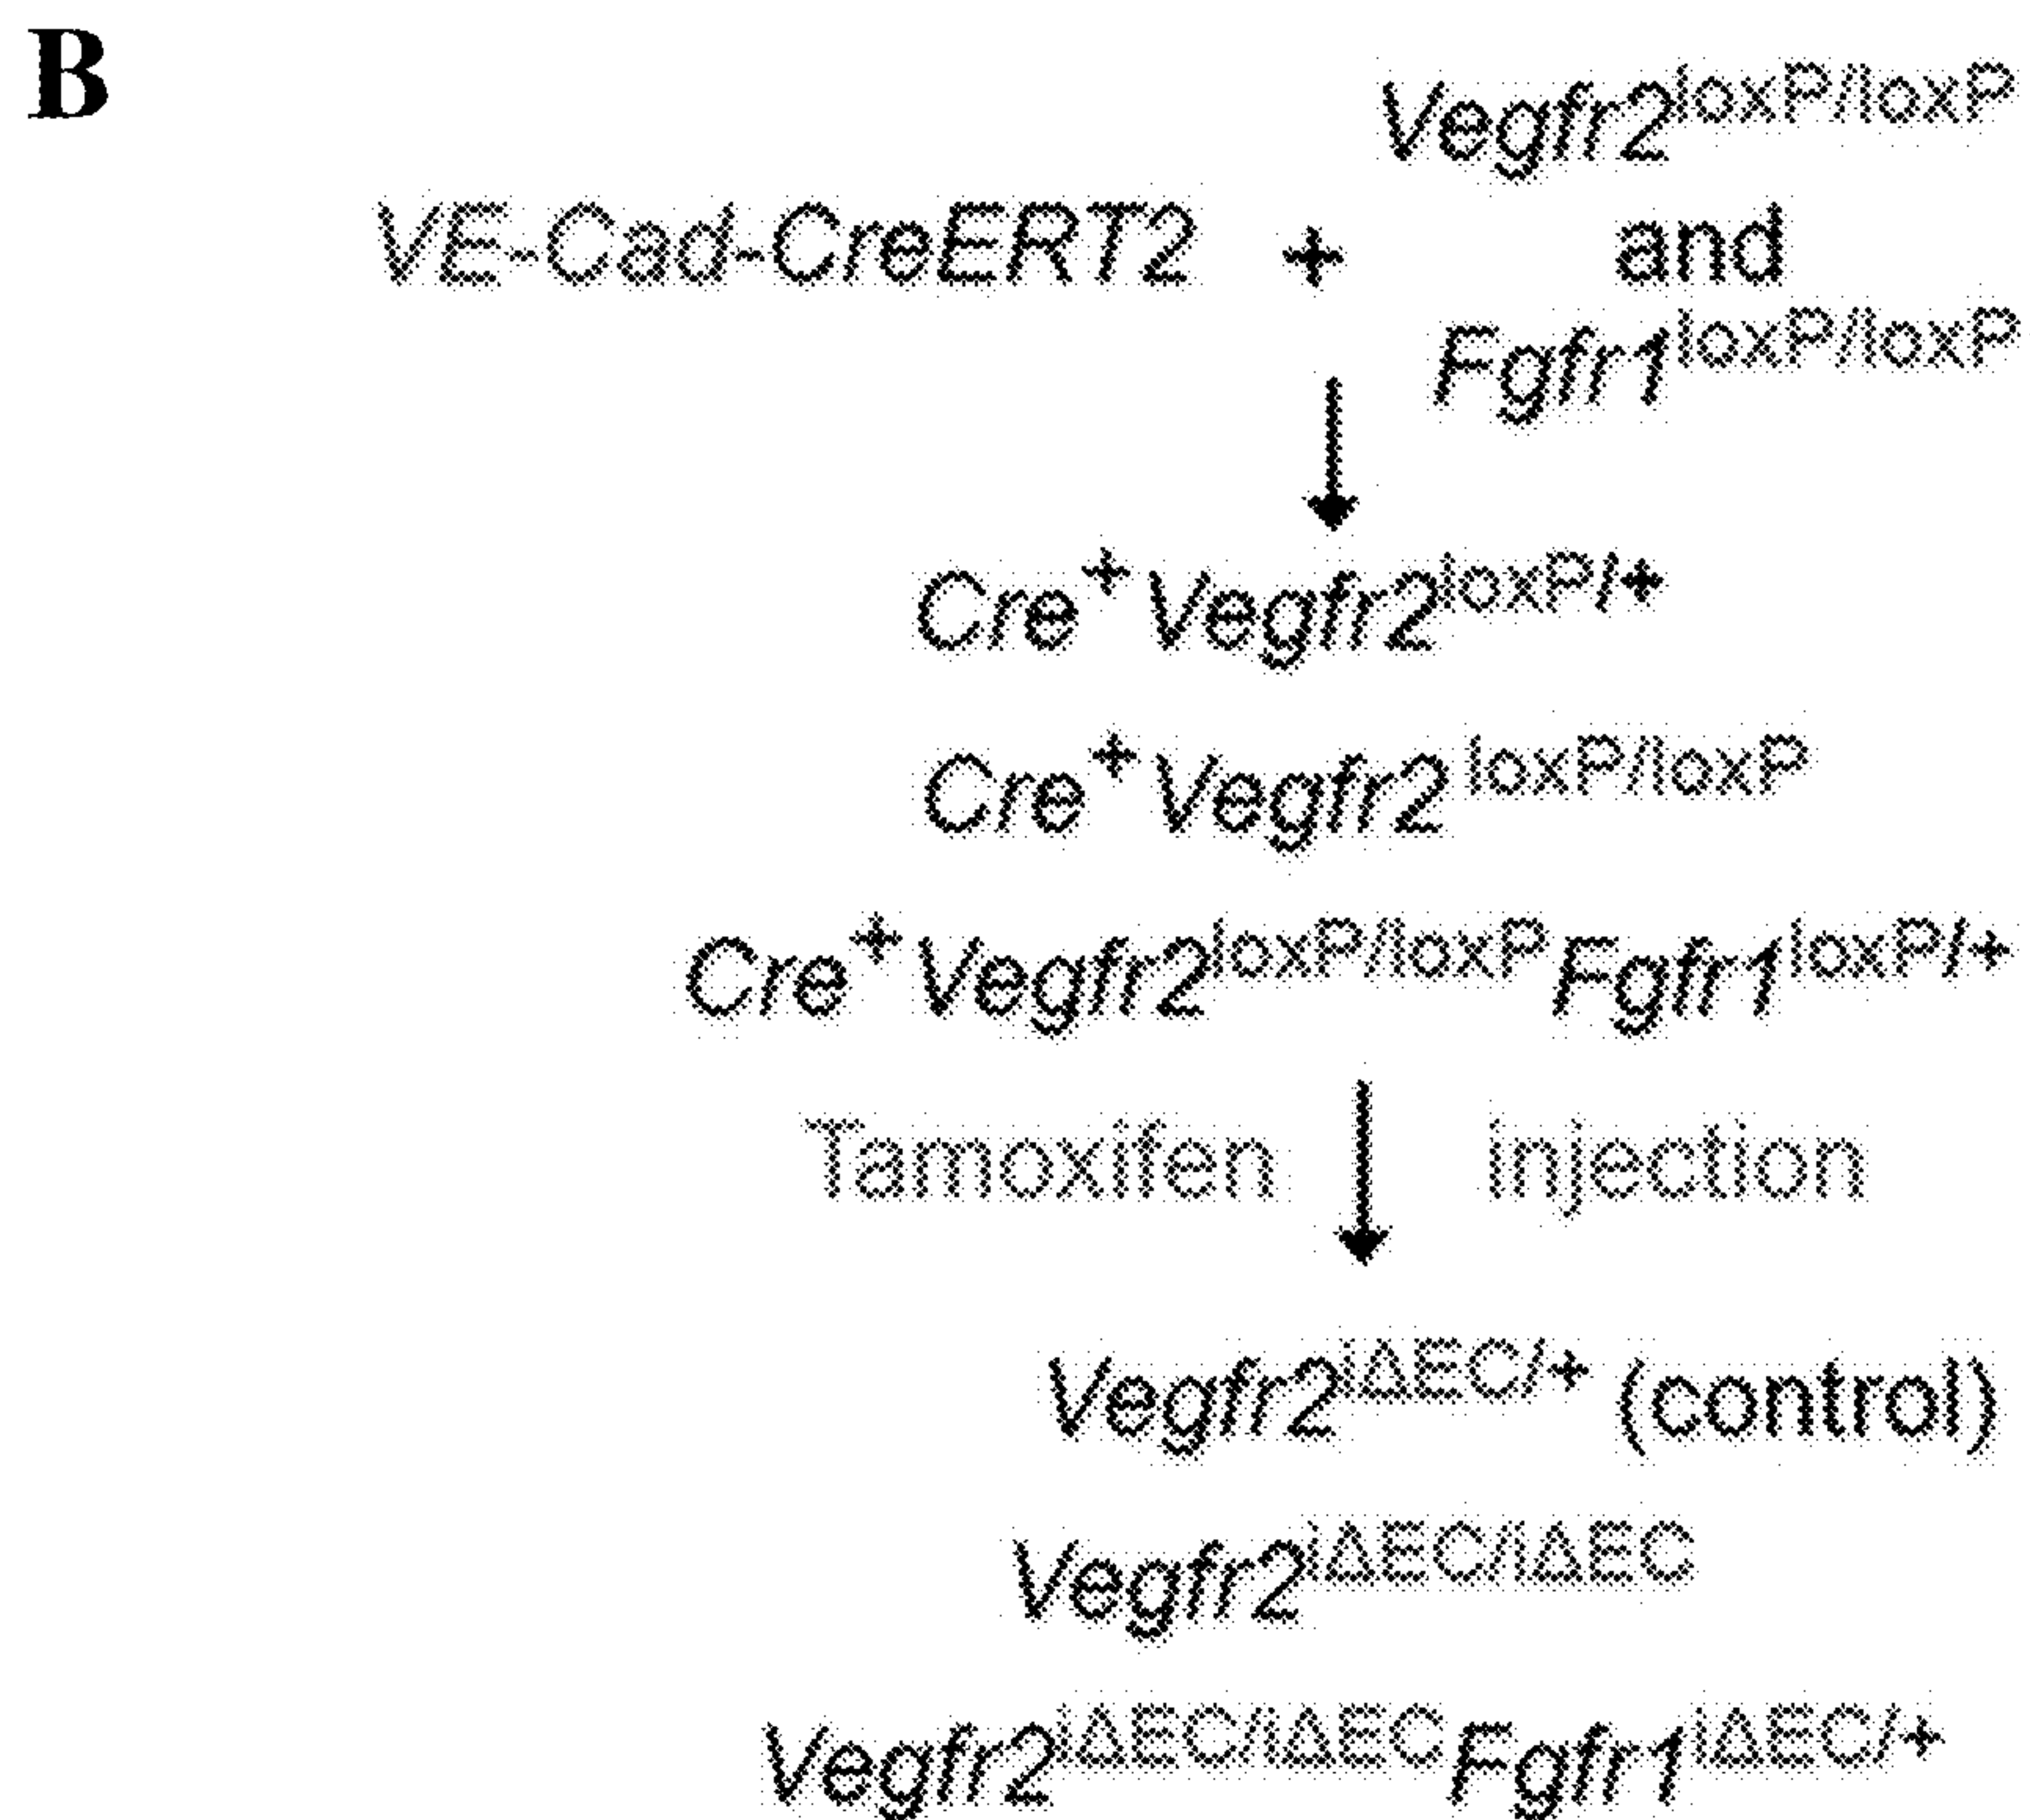 B
Vegfr2loxP/loxP
VE-Cad-CreERT2 + and
Fgfr1loxP/loxP
Cre+Vegfr2loxP/+
Cre+Vegfr2loxP/loxP
Cre+Vegfr2loxP/loxPFgfr1loxP/+
Tamoxifen injection
Vegfr2iΔEC/+ (control)
Vegfr2iΔEC/iΔEC
Vegfr2iΔEC/iΔECFgfr1iΔEC/+